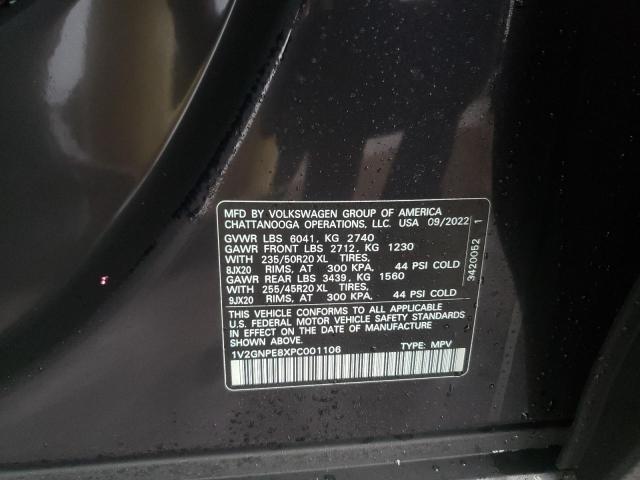 MFD BY VOLKSWAGEN GROUP OF AMERICA
CHATTANOOGA OPERATIONS, LLC. USA 09/2022
GVWR LBS 6041, KG 2740
GAWR FRONT LBS 2712, KG 1230
WITH 235/50R20 XL TIRES,
8JX20 RIMS, AT 300 KPA, 44 PSI COLD
GAWR REAR LBS 3439, KG 1560
WITH 255/45R20 XL TIRES,
9JX20 RIMS, AT 300 KPA, 44 PSI COLD
THIS VEHICLE CONFORMS TO ALL APPLICABLE
U.S. FEDERAL MOTOR VEHICLE SAFETY STANDARDS
IN EFFECT ON THE DATE OF MANUFACTURE
SHOWN ABOVE.
1V2GNPE8XPC001106 TYPE: MPV
3420052 1